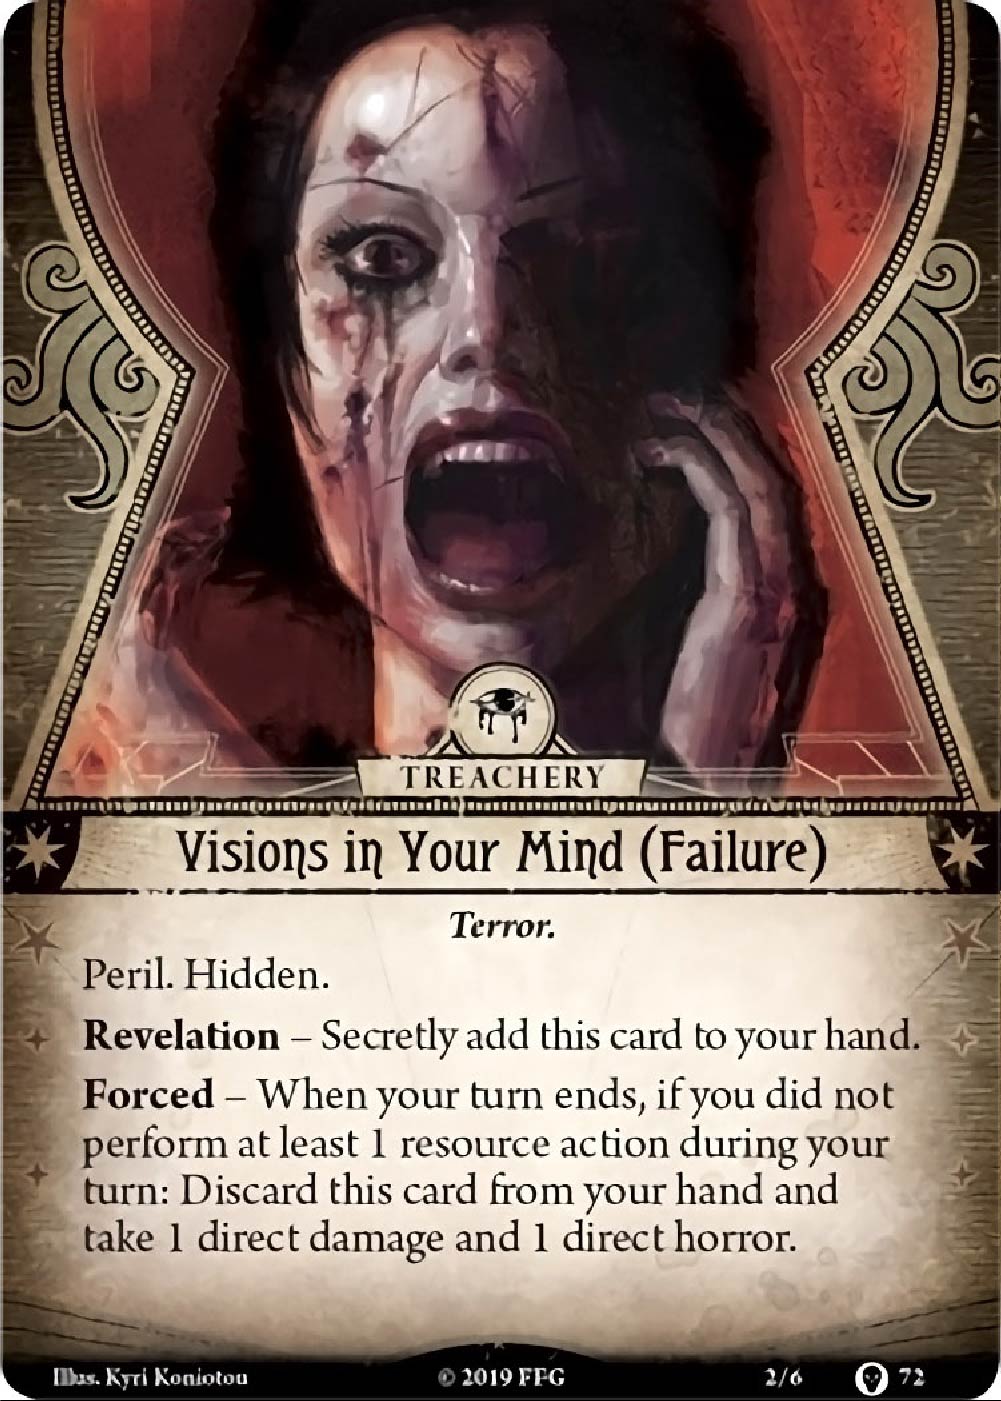 TREACHERY
Visions in Your Mind (Failure)
Terror.
Peril. Hidden.
Revelation – Secretly add this card to your hand.
Forced – When your turn ends, if you did not
perform at least 1 resource action during your
turn: Discard this card from your hand and
take 1 direct damage and 1 direct horror.
Illus. Kyri Koniotou © 2019 FFG 2/6 72